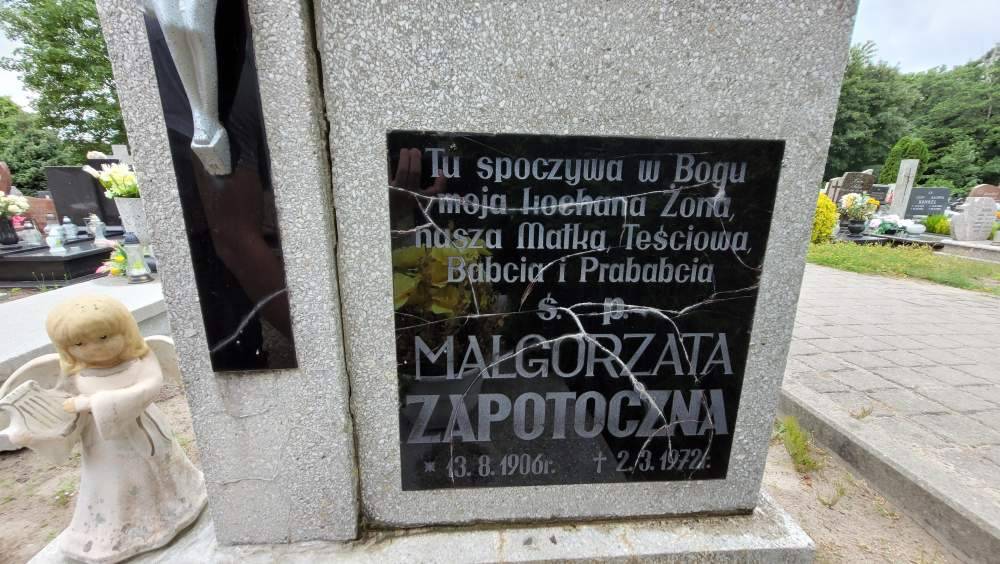 Tu spoczywa w Bogu
moja kochana Żona,
nasza Matka, Teściowa,
Babcia i Prababcia
ś. p.
MAŁGORZATA
ZAPOTOCZNA
* 13. 8. 1906r. † 2. 3. 1972r.